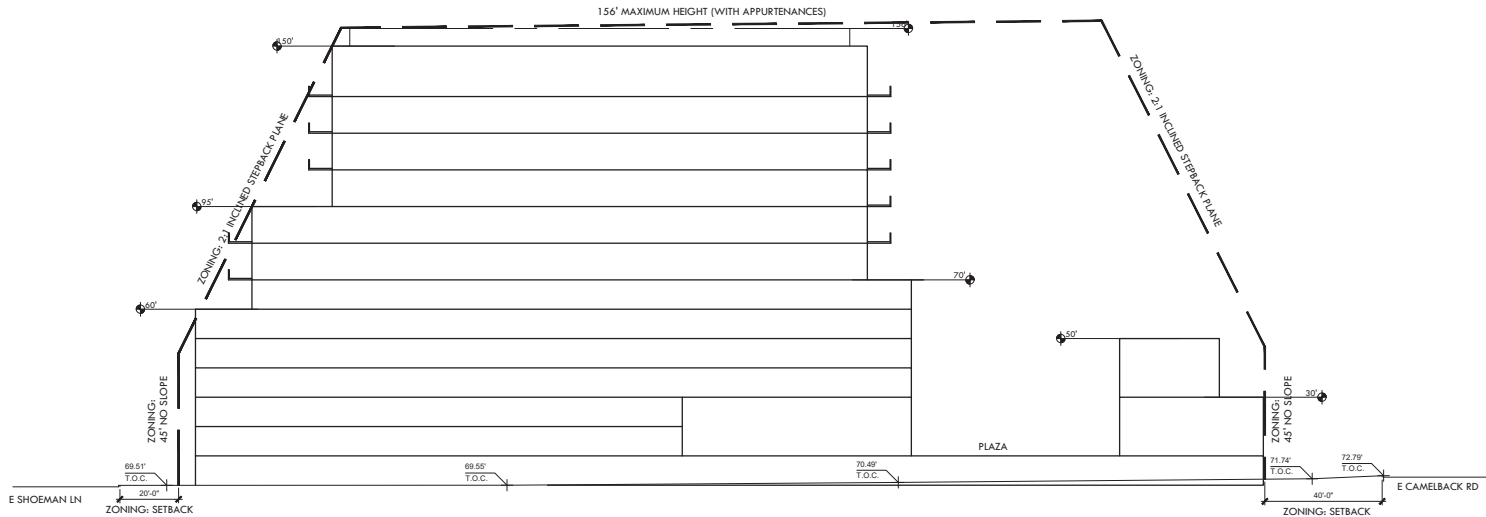 156' MAXIMUM HEIGHT (WITH APPURTENANCES)
156'
150'
ZONING: 2:1 INCLINED STEPBACK PLANE
ZONING: 2:1 INCLINED STEPBACK PLANE
95'
70'
60'
50'
30'
ZONING:
45' NO SLOPE
ZONING:
45' NO SLOPE
PLAZA
69.51'
T.O.C.
69.55'
T.O.C.
70.49'
T.O.C.
71.74'
T.O.C.
72.79'
T.O.C.
E SHOEMAN LN
20'-0"
ZONING: SETBACK
E CAMELBACK RD
40'-0"
ZONING: SETBACK